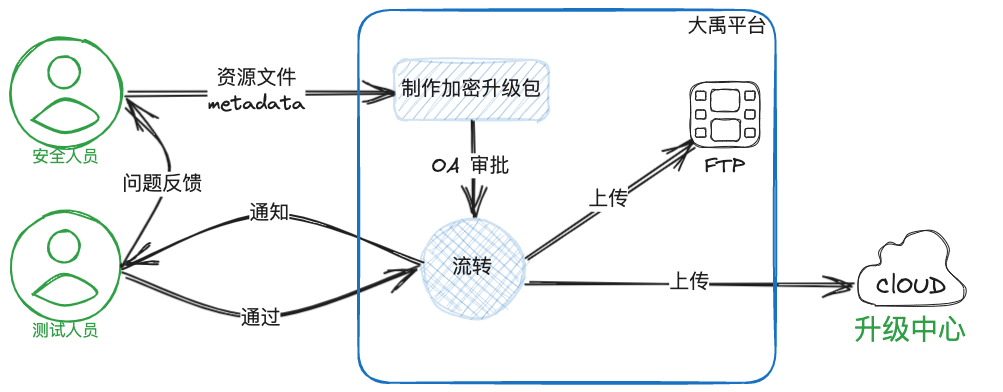 大禹平台
资源文件
metadata
制作加密升级包
安全人员
OA 审批
FTP
问题反馈
上传
通知
流转
上传
cloud
通过
测试人员
升级中心